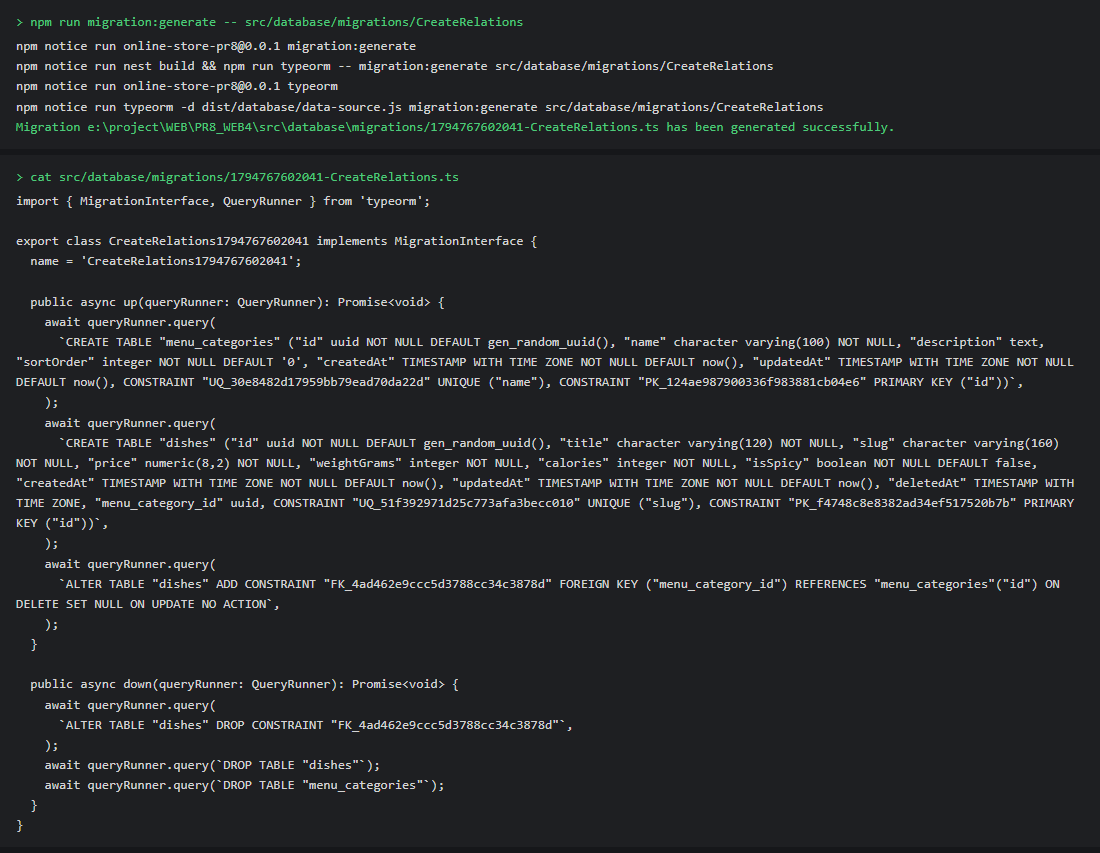 > npm run migration:generate -- src/database/migrations/CreateRelations
npm notice run online-store-pr8@0.0.1 migration:generate
npm notice run nest build && npm run typeorm -- migration:generate src/database/migrations/CreateRelations
npm notice run online-store-pr8@0.0.1 typeorm
npm notice run typeorm -d dist/database/data-source.js migration:generate src/database/migrations/CreateRelations
Migration e:\project\WEB\PR8_WEB4\src\database\migrations/1794767602041-CreateRelations.ts has been generated successfully.
> cat src/database/migrations/1794767602041-CreateRelations.ts
import { MigrationInterface, QueryRunner } from 'typeorm';
export class CreateRelations1794767602041 implements MigrationInterface {
  name = 'CreateRelations1794767602041';
  public async up(queryRunner: QueryRunner): Promise<void> {
    await queryRunner.query(
      `CREATE TABLE "menu_categories" ("id" uuid NOT NULL DEFAULT gen_random_uuid(), "name" character varying(100) NOT NULL, "description" text,
"sortOrder" integer NOT NULL DEFAULT '0', "createdAt" TIMESTAMP WITH TIME ZONE NOT NULL DEFAULT now(), "updatedAt" TIMESTAMP WITH TIME ZONE NOT NULL
DEFAULT now(), CONSTRAINT "UQ_30e8482d17959bb79ead70da22d" UNIQUE ("name"), CONSTRAINT "PK_124ae987900336f983881cb04e6" PRIMARY KEY ("id"))`,
    );
    await queryRunner.query(
      `CREATE TABLE "dishes" ("id" uuid NOT NULL DEFAULT gen_random_uuid(), "title" character varying(120) NOT NULL, "slug" character varying(160)
NOT NULL, "price" numeric(8,2) NOT NULL, "weightGrams" integer NOT NULL, "calories" integer NOT NULL, "isSpicy" boolean NOT NULL DEFAULT false,
"createdAt" TIMESTAMP WITH TIME ZONE NOT NULL DEFAULT now(), "updatedAt" TIMESTAMP WITH TIME ZONE NOT NULL DEFAULT now(), "deletedAt" TIMESTAMP WITH
TIME ZONE, "menu_category_id" uuid, CONSTRAINT "UQ_51f392971d25c773afa3becc010" UNIQUE ("slug"), CONSTRAINT "PK_f4748c8e8382ad34ef517520b7b" PRIMARY
KEY ("id"))`,
    );
    await queryRunner.query(
      `ALTER TABLE "dishes" ADD CONSTRAINT "FK_4ad462e9ccc5d3788cc34c3878d" FOREIGN KEY ("menu_category_id") REFERENCES "menu_categories"("id") ON
DELETE SET NULL ON UPDATE NO ACTION`,
    );
  }
  public async down(queryRunner: QueryRunner): Promise<void> {
    await queryRunner.query(
      `ALTER TABLE "dishes" DROP CONSTRAINT "FK_4ad462e9ccc5d3788cc34c3878d"`,
    );
    await queryRunner.query(`DROP TABLE "dishes"`);
    await queryRunner.query(`DROP TABLE "menu_categories"`);
  }
}